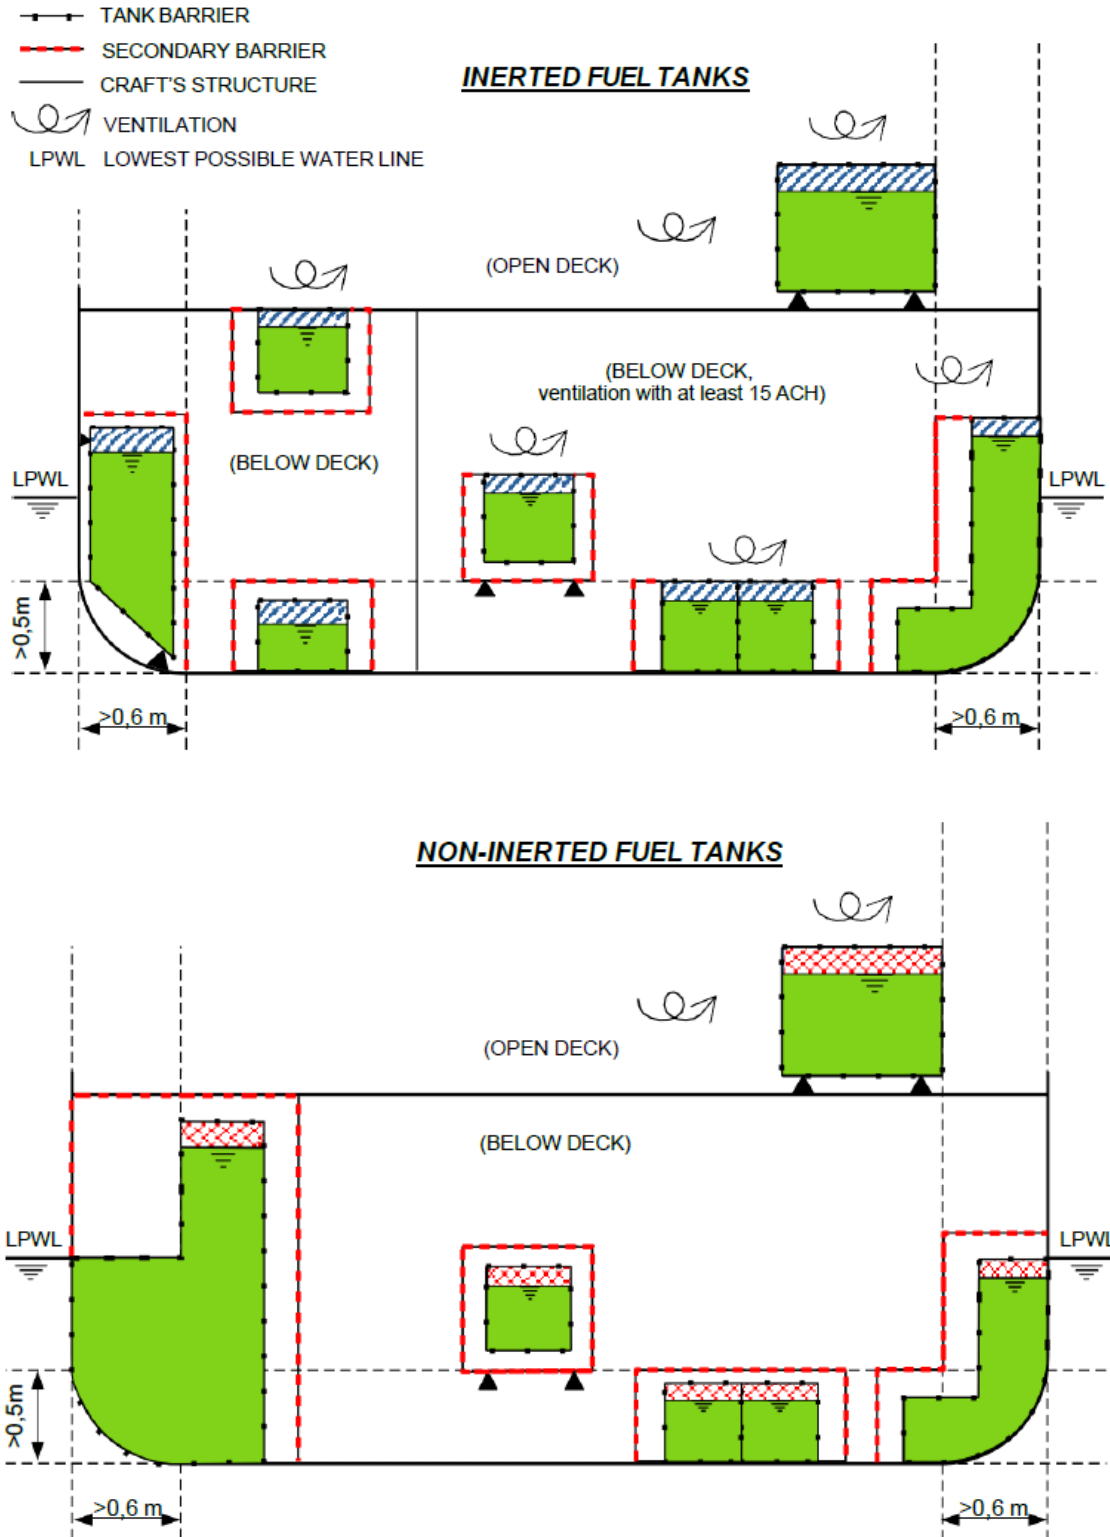 TANK BARRIER
SECONDARY BARRIER
CRAFT'S STRUCTURE
VENTILATION
LPWL LOWEST POSSIBLE WATER LINE
INERTED FUEL TANKS
(OPEN DECK)
(BELOW DECK,
ventilation with at least 15 ACH)
(BELOW DECK)
LPWL
LPWL
>0,5m
>0,6 m
>0,6 m
NON-INERTED FUEL TANKS
(OPEN DECK)
(BELOW DECK)
LPWL
LPWL
>0,5m
>0,6 m
>0,6 m